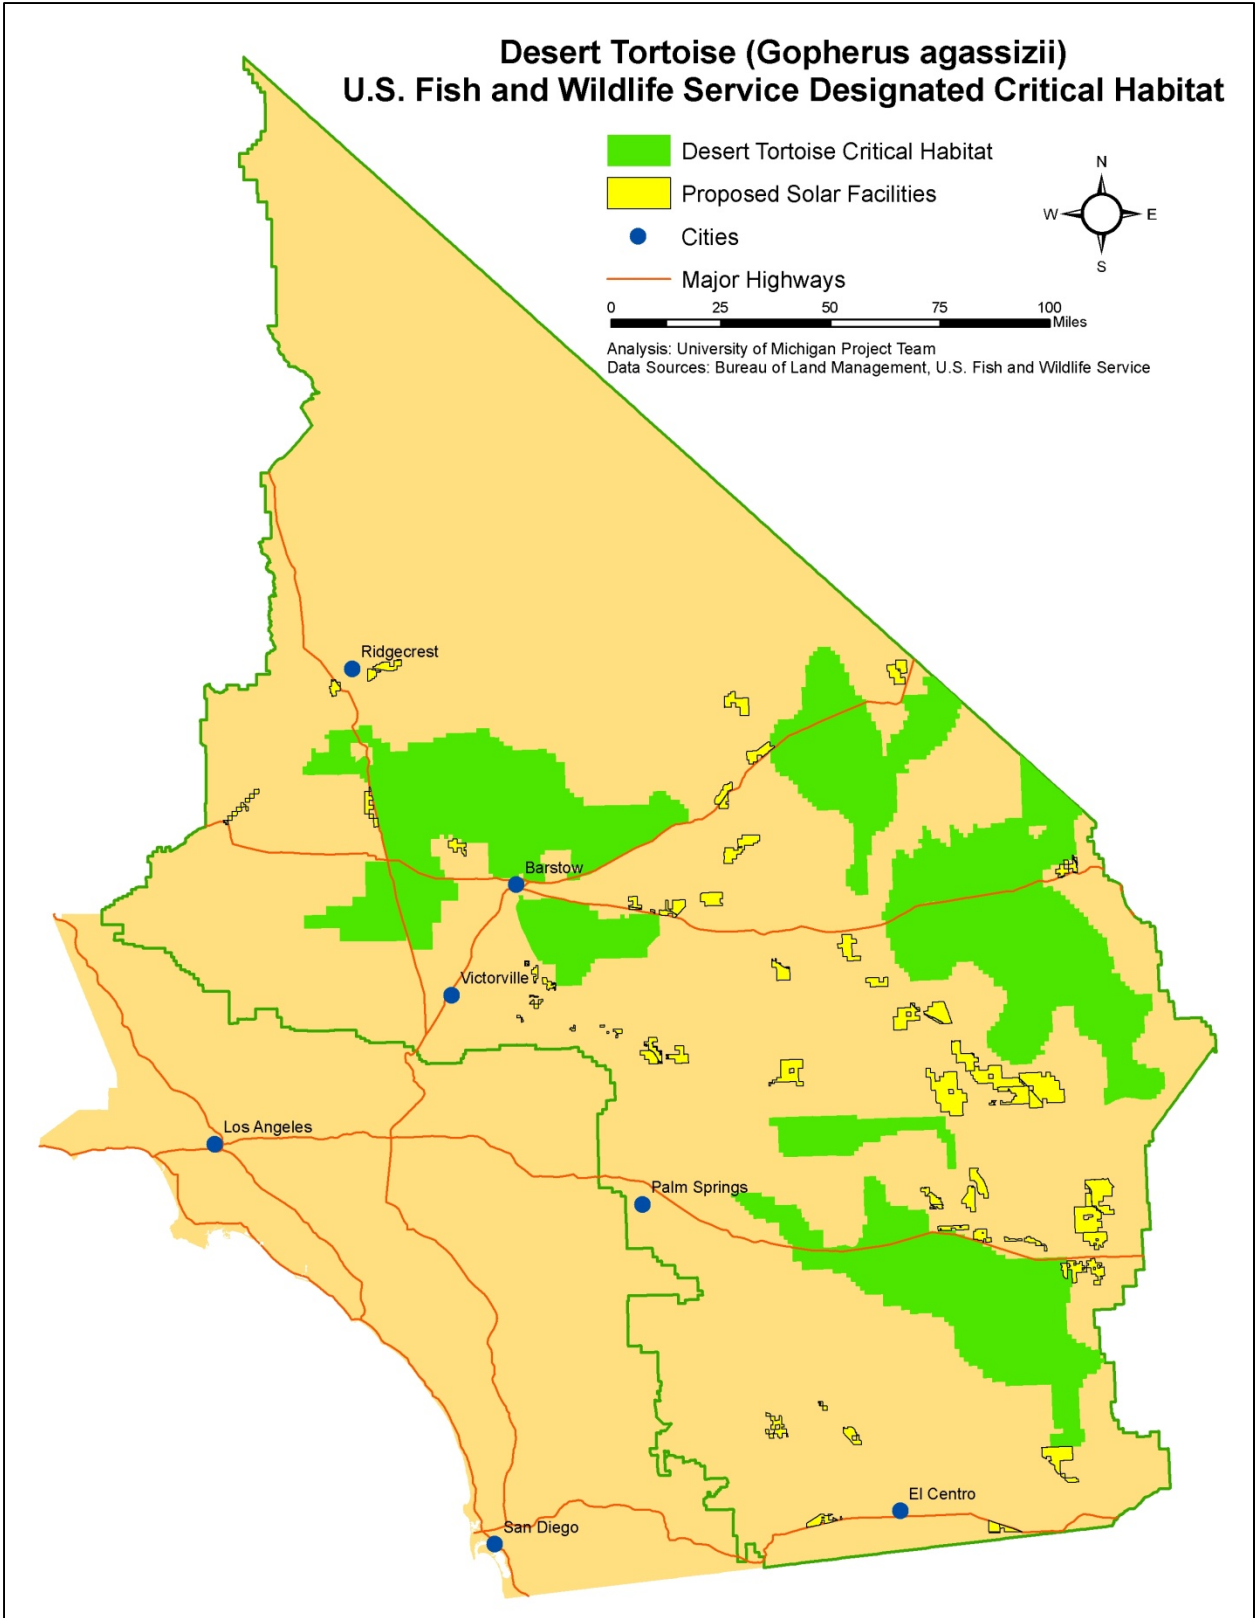 Desert Tortoise (Gopherus agassizii)
U.S. Fish and Wildlife Service Designated Critical Habitat
Desert Tortoise Critical Habitat
Proposed Solar Facilities
Cities
Major Highways
N
W
E
S
0 25 50 75 100
Miles
Analysis: University of Michigan Project Team
Data Sources: Bureau of Land Management, U.S. Fish and Wildlife Service
Ridgecrest
Barstow
Victorville
Los Angeles
Palm Springs
El Centro
San Diego